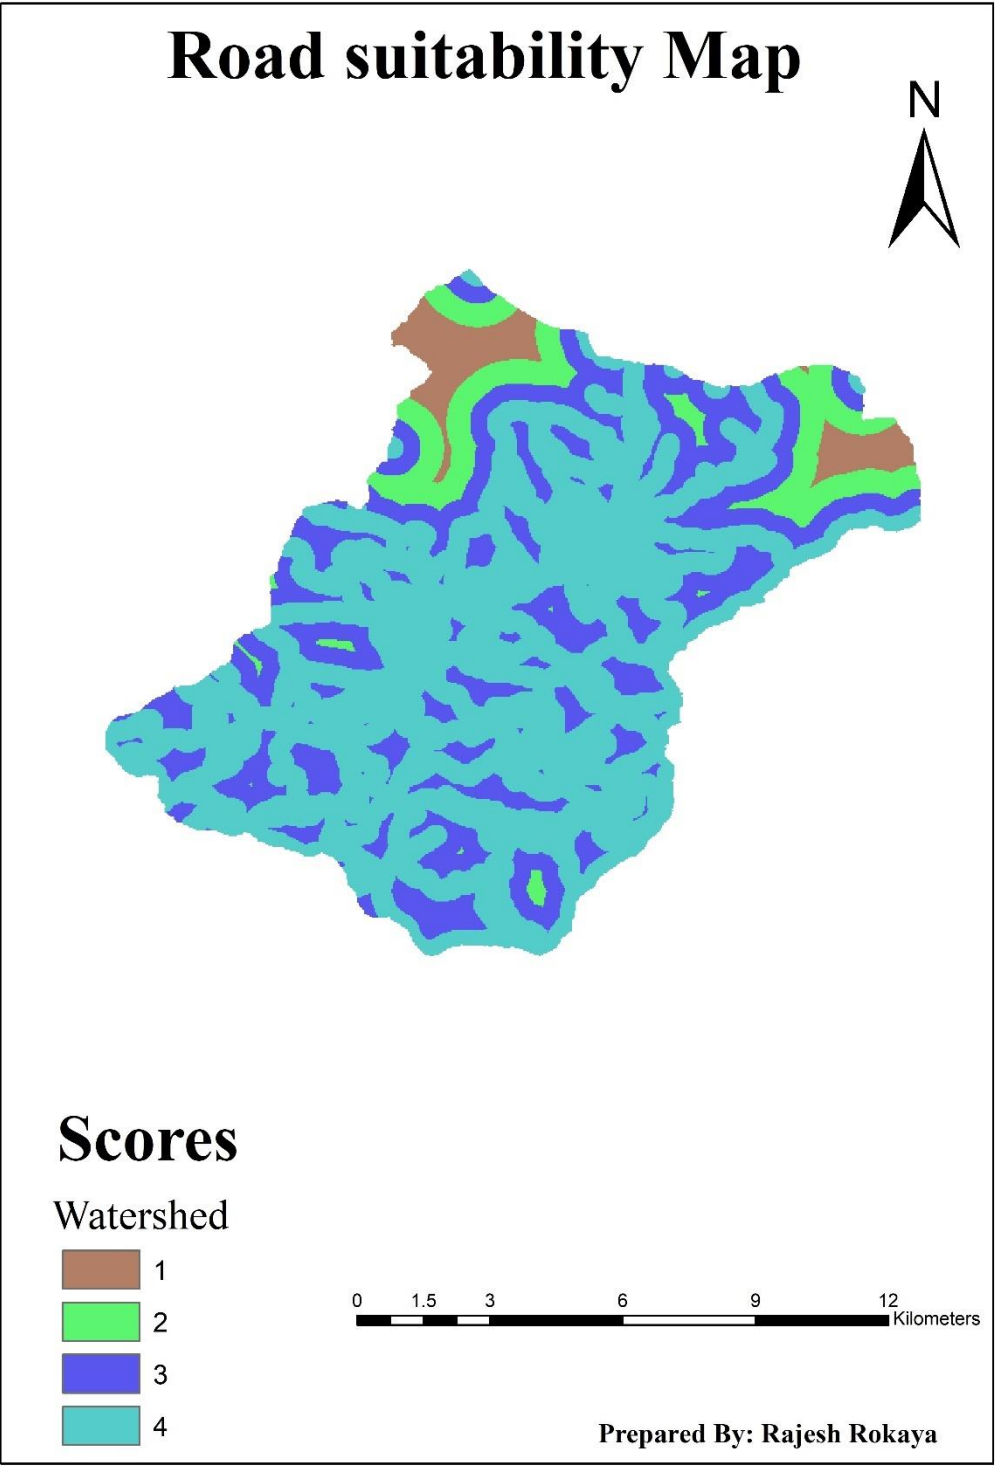 Road suitability Map
N
Scores
Watershed
1
2
3
4
0 1.5 3 6 9 12
Kilometers
Prepared By: Rajesh Rokaya